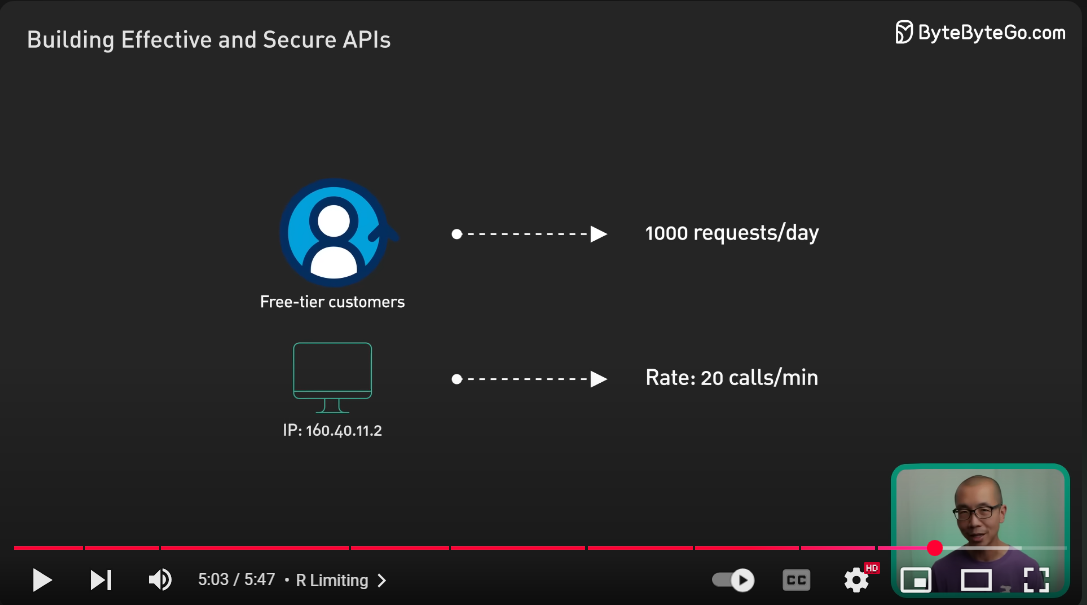 Building Effective and Secure APIs
ByteByteGo.com
1000 requests/day
Free-tier customers
Rate: 20 calls/min
IP: 160.40.11.2
5:03 / 5:47 • R Limiting
CC
HD